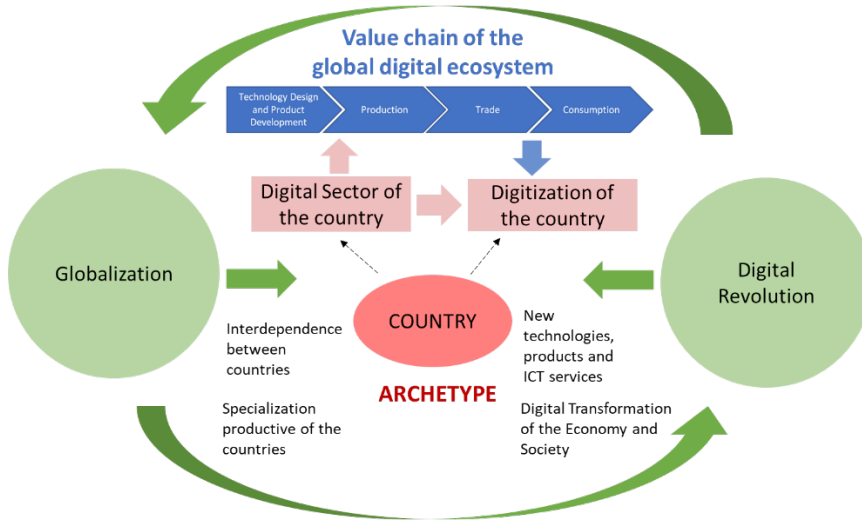 Value chain of the
global digital ecosystem
Technology Design
and Product
Development
Production
Trade
Consumption
Digital Sector of
the country
Digitization of
the country
Globalization
Digital
Revolution
COUNTRY
Interdependence
between
countries
New
technologies,
products and
ICT services
ARCHETYPE
Specialization
productive of the
countries
Digital Transformation
of the Economy and
Society